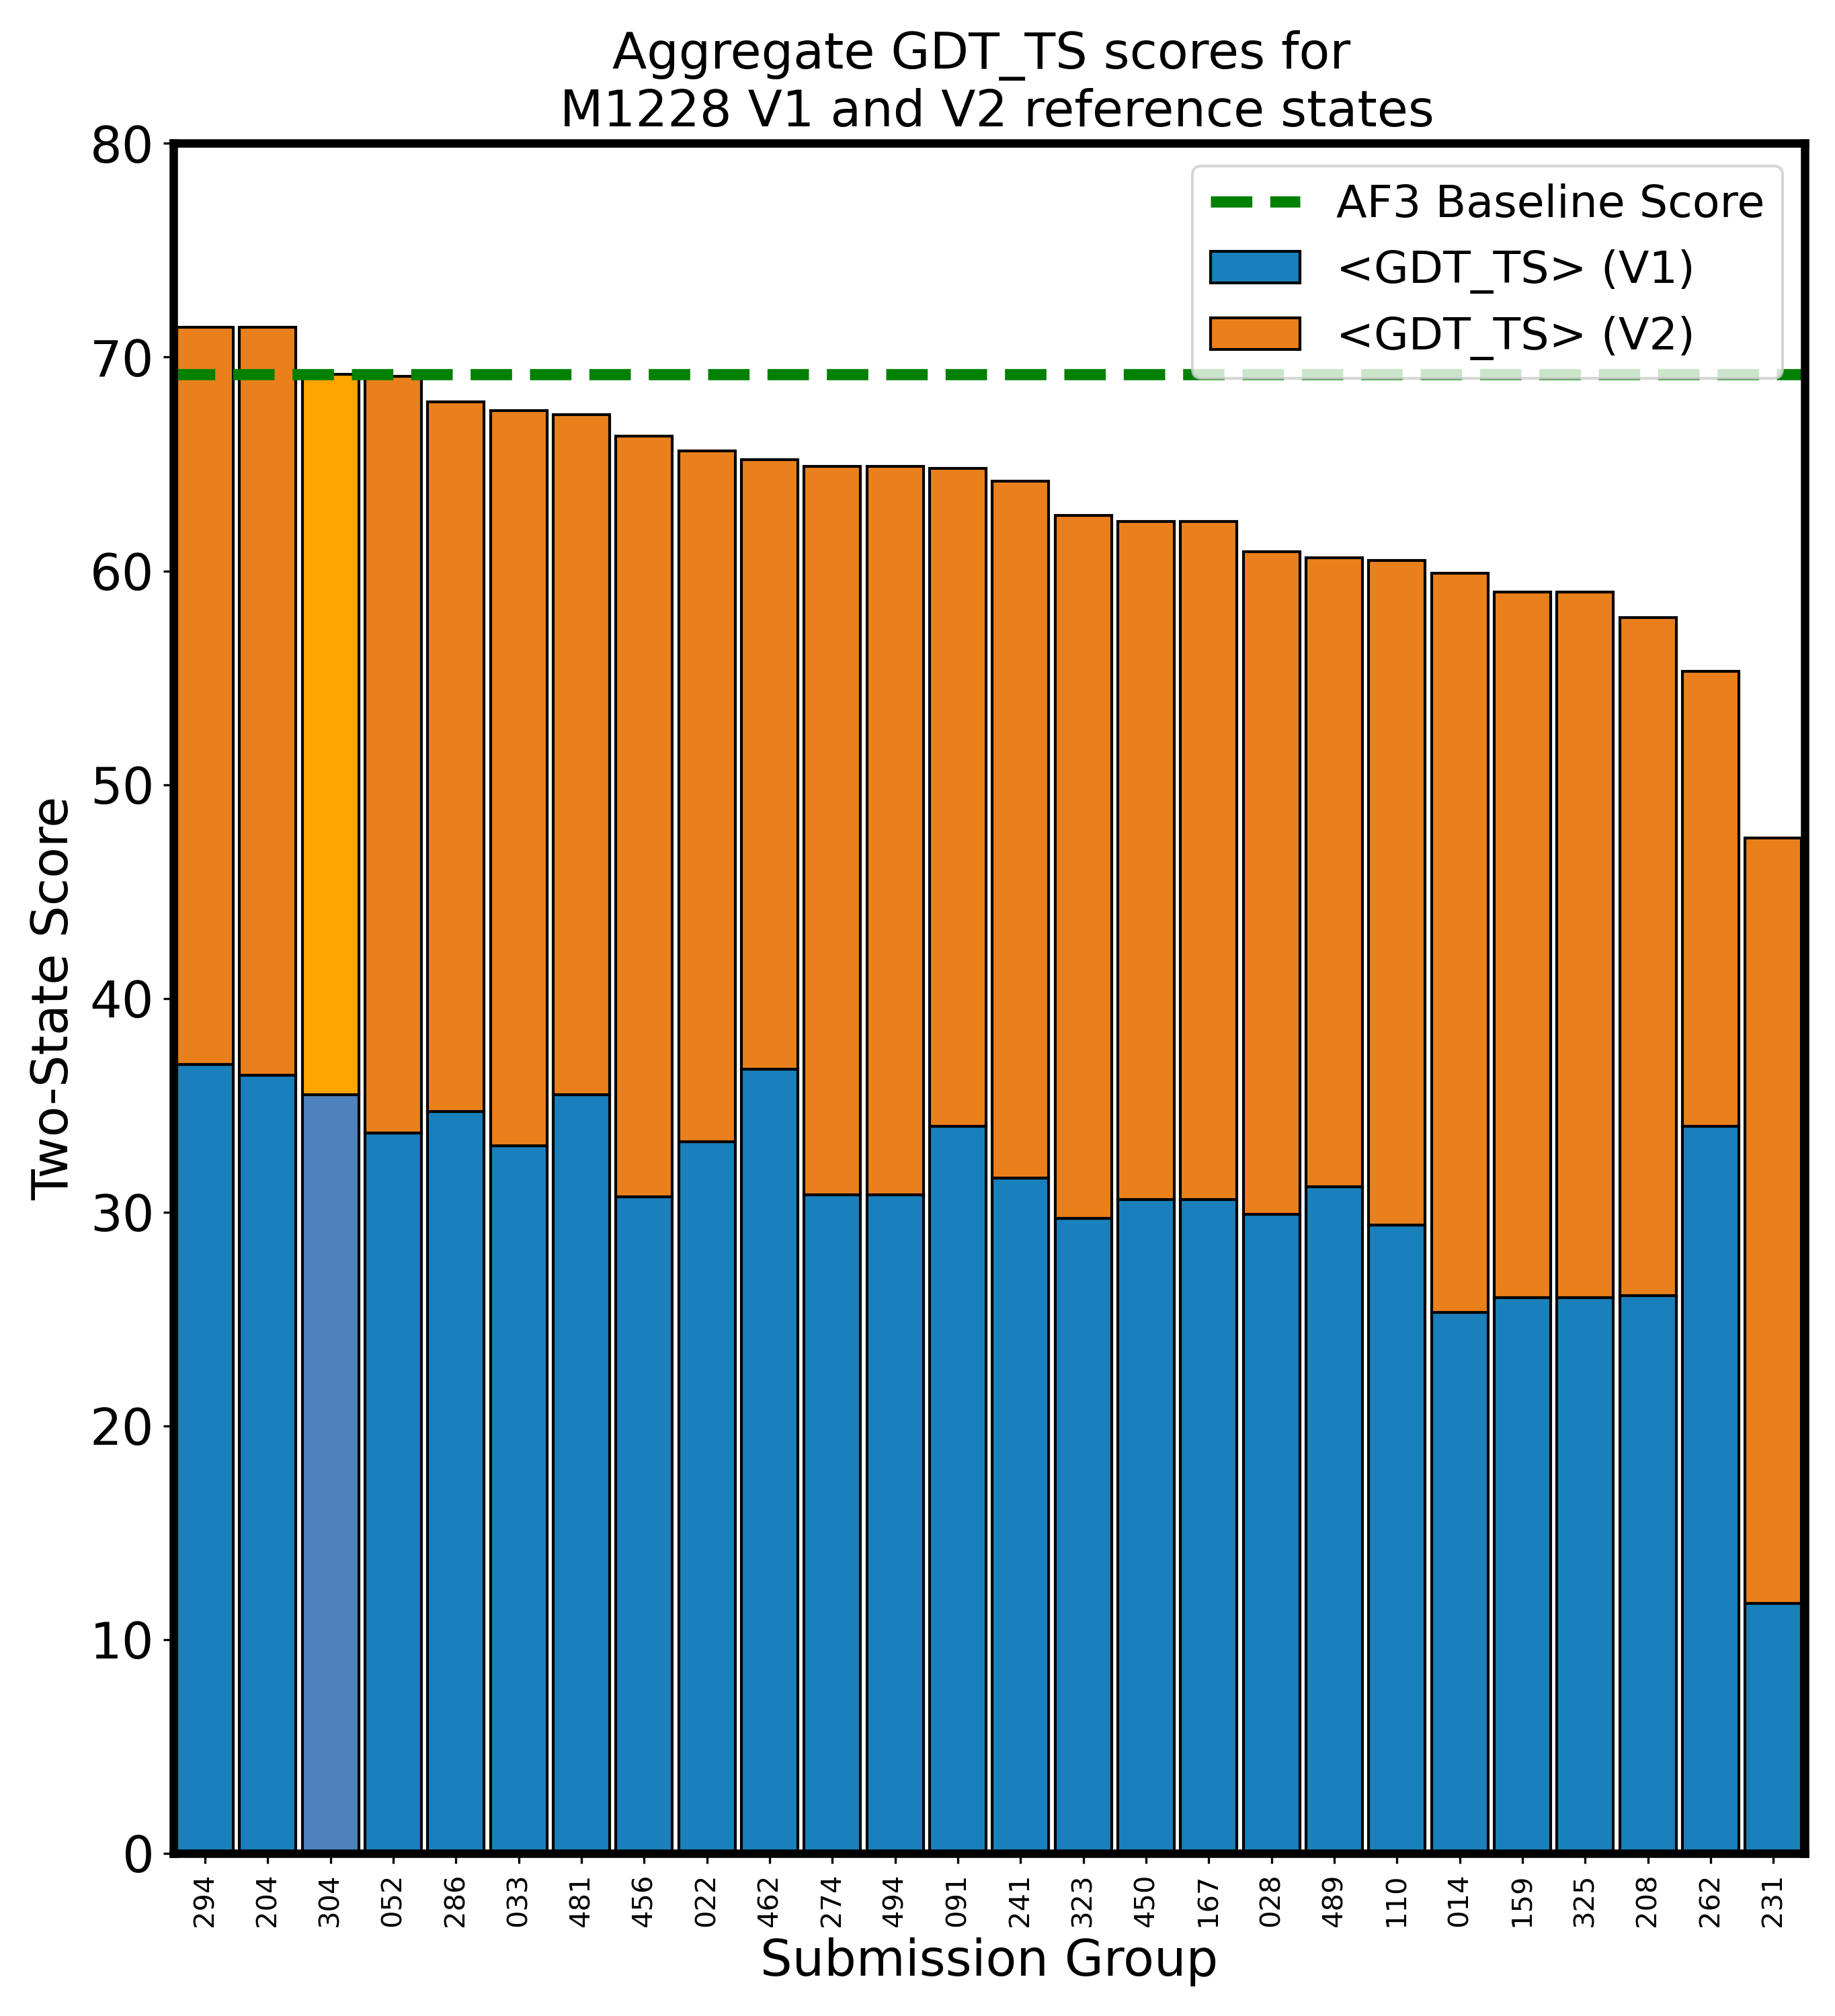 Aggregate GDT_TS scores for
M1228 V1 and V2 reference states
80
70
60
50
40
30
20
10
0
Two-State Score
AF3 Baseline Score
<GDT_TS> (V1)
<GDT_TS> (V2)
294 204 304 052 286 033 481 456 022 462 274 494 091 241 323 450 167 028 489 110 014 159 325 208 262 231
Submission Group